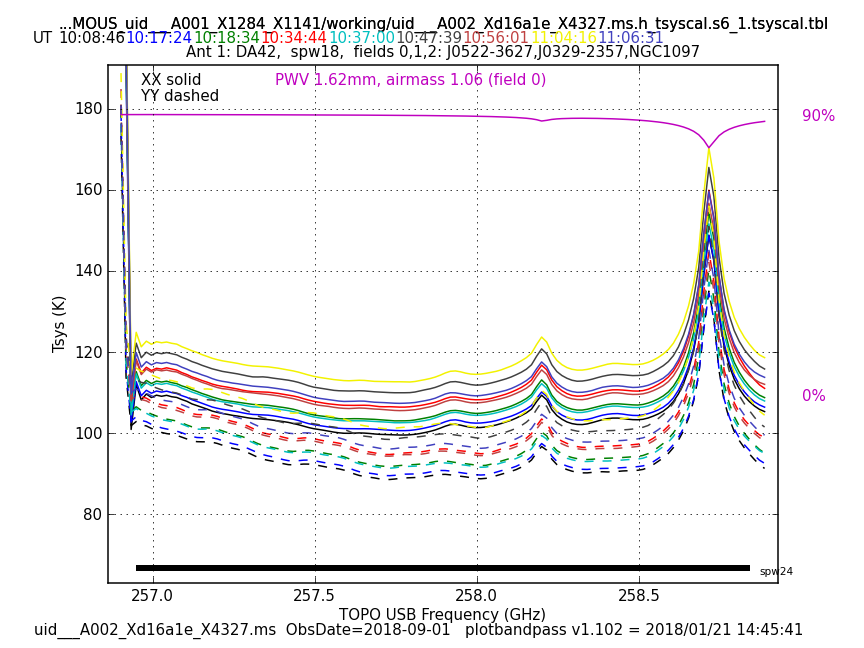 ...MOUS_uid___A001_X1284_X1141/working/uid___A002_Xd16a1e_X4327.ms.h_tsyscal.s6_1.tsyscal.tbl
UT 10:08:46 10:17:24 10:18:34 10:34:44 10:37:00 10:47:39 10:56:01 11:04:16 11:06:31
Ant 1: DA42, spw18, fields 0,1,2: J0522-3627,J0329-2357,NGC1097
XX solid
PWV 1.62mm, airmass 1.06 (field 0)
YY dashed
180
90%
160
140
Tsys (K)
120
0%
100
80
spw24
257.0 257.5 258.0 258.5
TOPO USB Frequency (GHz)
uid___A002_Xd16a1e_X4327.ms ObsDate=2018-09-01 plotbandpass v1.102 = 2018/01/21 14:45:41